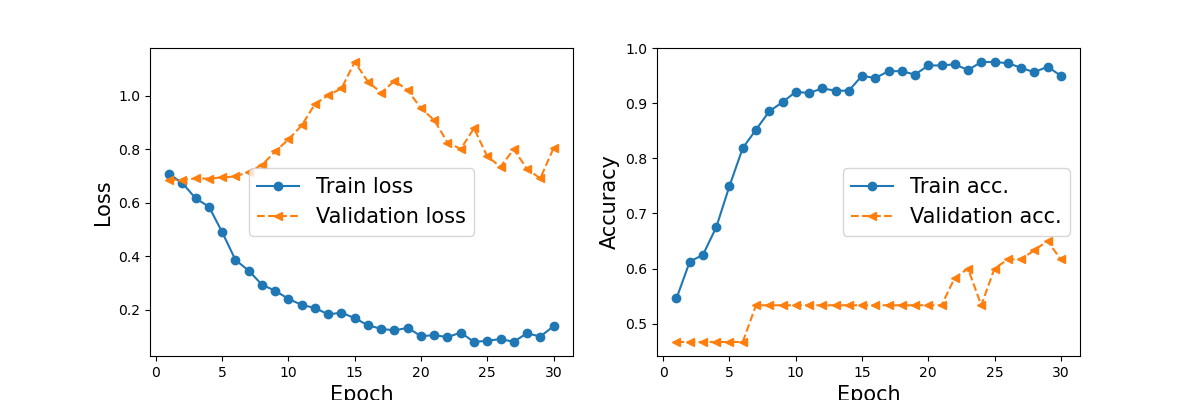 1.0
0.8
0.6
0.4
0.2
Loss
Train loss
Validation loss
0 5 10 15 20 25 30
Epoch
1.0
0.9
0.8
0.7
0.6
0.5
Accuracy
Train acc.
Validation acc.
0 5 10 15 20 25 30
Epoch